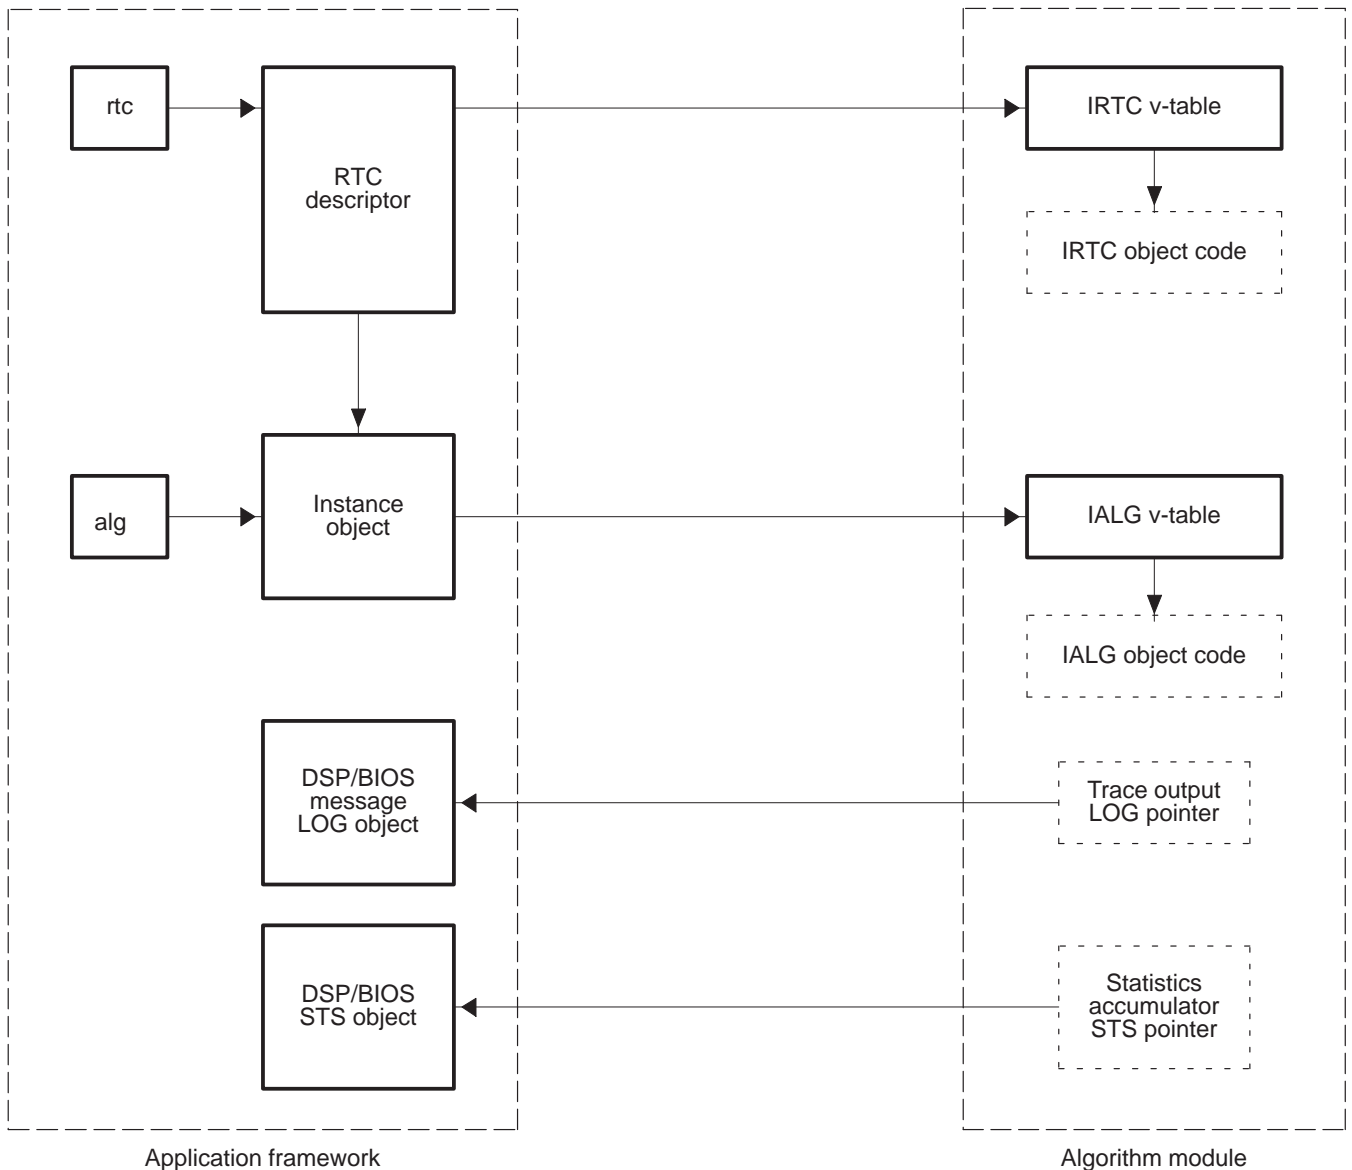 rtc
RTC
descriptor
IRTC v-table
IRTC object code
alg
Instance
object
IALG v-table
IALG object code
DSP/BIOS
message
LOG object
Trace output
LOG pointer
DSP/BIOS
STS object
Statistics
accumulator
STS pointer
Application framework
Algorithm module